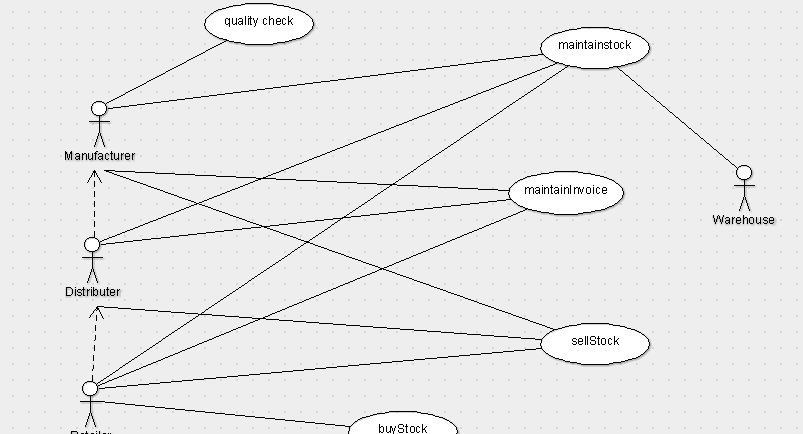 quality check
maintainstock
Manufacturer
maintainInvoice
Warehouse
Distributer
sellStock
buyStock